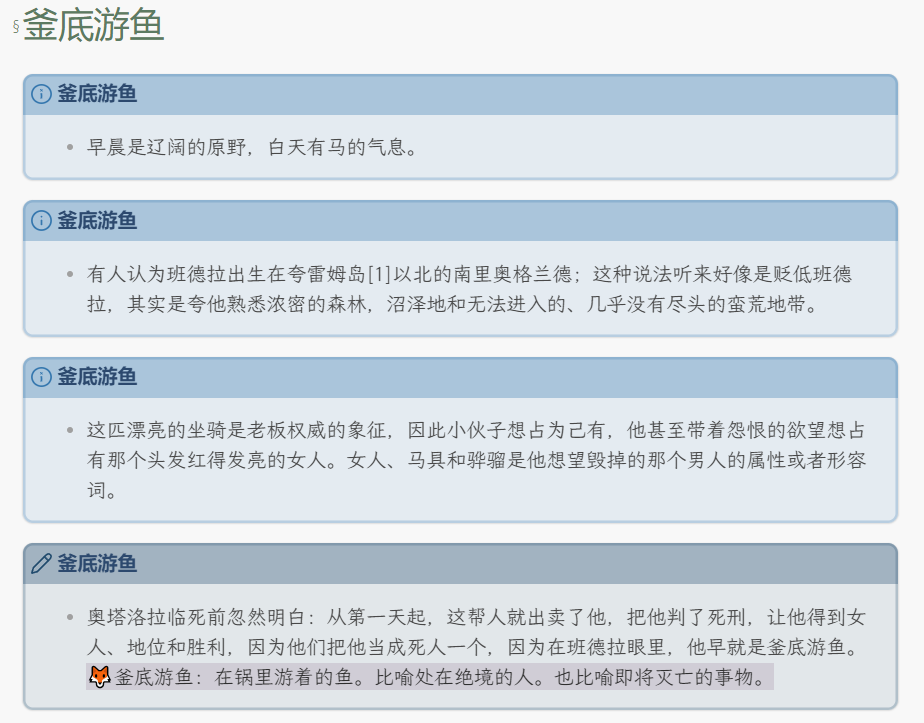 §釜底游鱼
釜底游鱼
早晨是辽阔的原野，白天有马的气息。
釜底游鱼
有人认为班德拉出生在夸雷姆岛[1]以北的南里奥格兰德；这种说法听来好像是贬低班德
拉，其实是夸他熟悉浓密的森林，沼泽地和无法进入的、几乎没有尽头的蛮荒地带。
釜底游鱼
这匹漂亮的坐骑是老板权威的象征，因此小伙子想占为己有，他甚至带着怨恨的欲望想占
有那个头发红得发亮的女人。女人、马具和骅骝是他想望毁掉的那个男人的属性或者形容
词。
釜底游鱼
奥塔洛拉临死前忽然明白：从第一天起，这帮人就出卖了他，把他判了死刑，让他得到女
人、地位和胜利，因为他们把他当成死人一个，因为在班德拉眼里，他早就是釜底游鱼。
釜底游鱼：在锅里游着的鱼。比喻处在绝境的人。也比喻即将灭亡的事物。